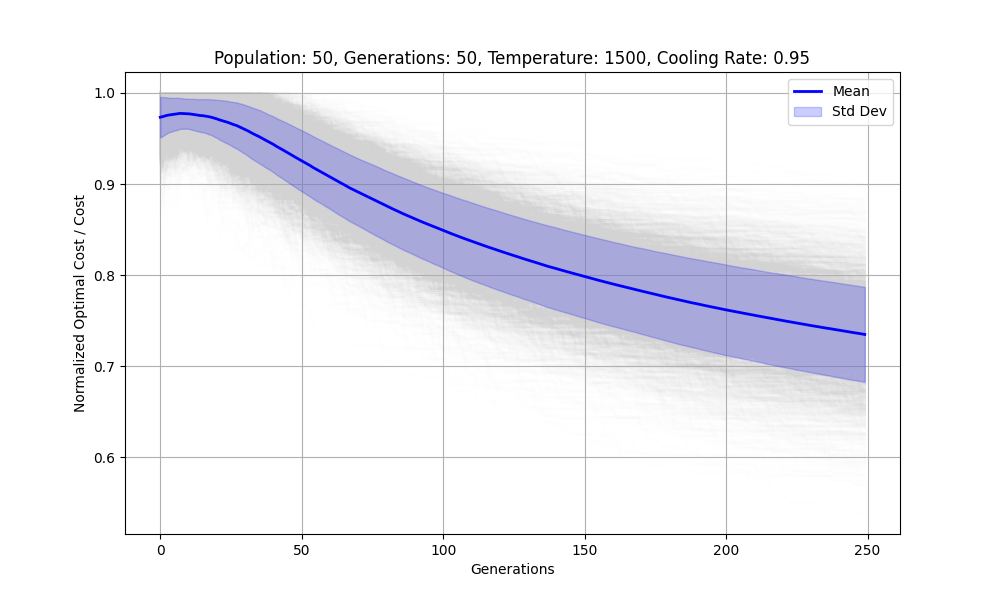 Population: 50, Generations: 50, Temperature: 1500, Cooling Rate: 0.95
Mean
Std Dev
1.0
0.9
0.8
0.7
0.6
Normalized Optimal Cost / Cost
0 50 100 150 200 250
Generations